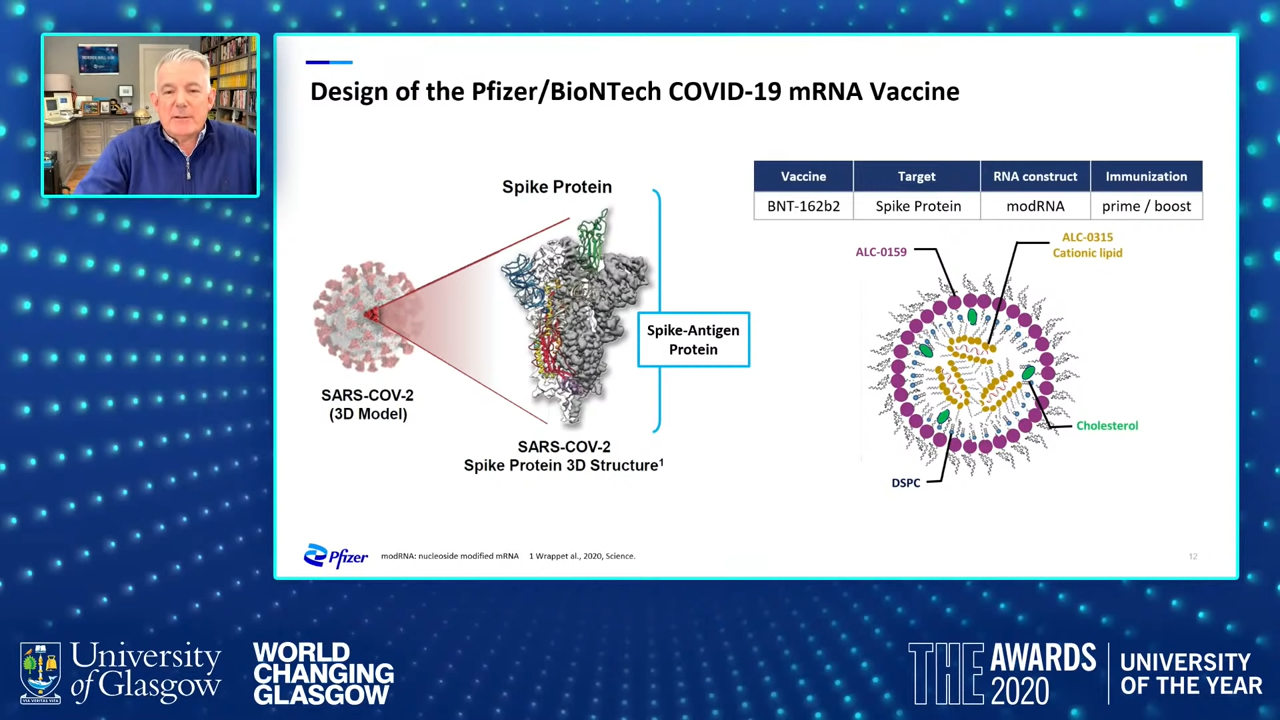 Design of the Pfizer/BioNTech COVID-19 mRNA Vaccine
Spike Protein
SARS-COV-2
(3D Model)
Spike-Antigen
Protein
SARS-COV-2
Spike Protein 3D Structure¹
Vaccine Target RNA construct Immunization
BNT-162b2 Spike Protein modRNA prime / boost
ALC-0159
ALC-0315
Cationic lipid
Cholesterol
DSPC
Pfizer
modRNA: nucleoside modified mRNA 1 Wrappet al., 2020, Science.
12
University
of Glasgow
WORLD
CHANGING
GLASGOW
THE AWARDS
2020
UNIVERSITY
OF THE YEAR